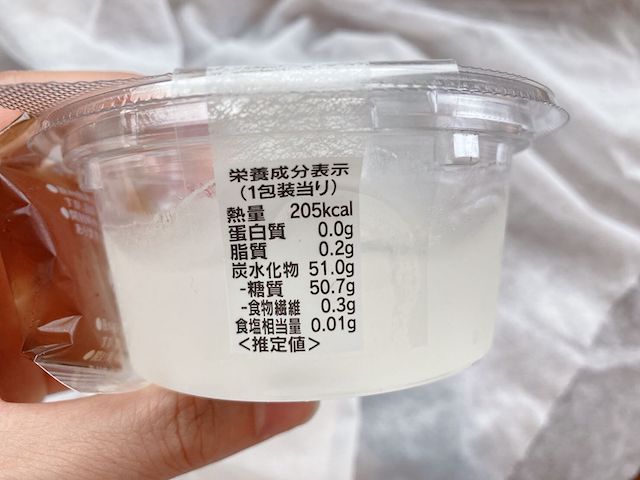 栄養成分表示
(1包装当り)
熱量 205kcal
蛋白質 0.0g
脂質 0.2g
炭水化物 51.0g
-糖質 50.7g
-食物繊維 0.3g
食塩相当量 0.01g
<推定値>